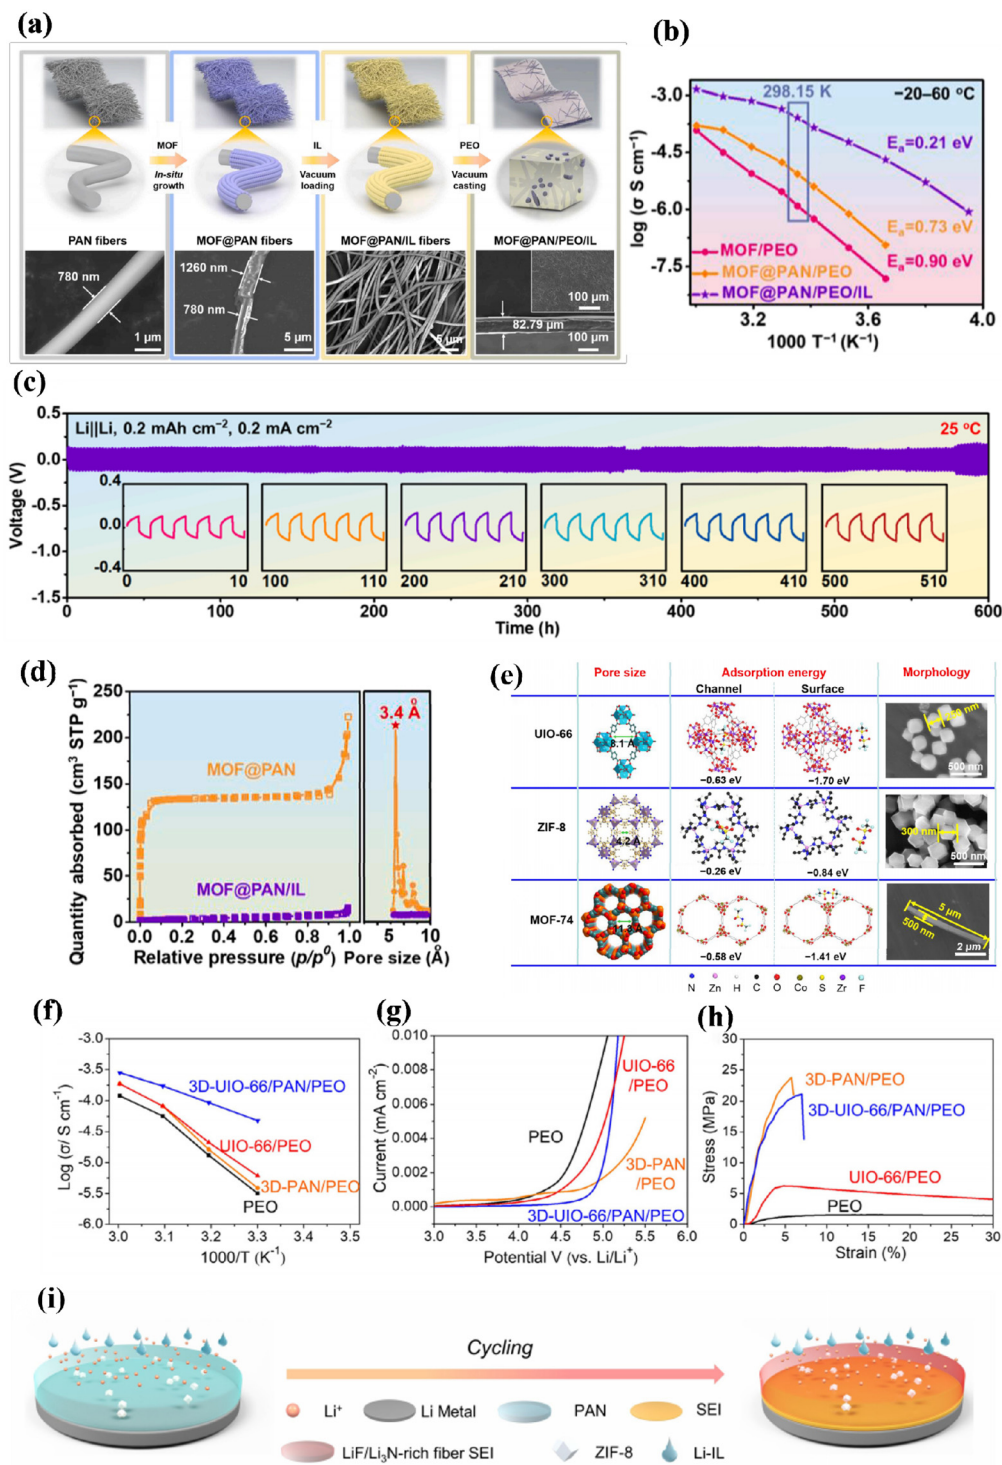 (a)
MOF
In-situ
growth
IL
Vacuum
loading
PEO
Vacuum
casting
PAN fibers
MOF@PAN fibers
MOF@PAN/IL fibers
MOF@PAN/PEO/IL
780 nm
1 μm
1260 nm
780 nm
5 μm
5 μm
100 μm
82.79 μm
100 μm
(b)
298.15 K
−20–60 °C
Ea=0.21 eV
Ea=0.73 eV
Ea=0.90 eV
MOF/PEO
MOF@PAN/PEO
MOF@PAN/PEO/IL
log (σ S cm⁻¹)
-3.0
-4.5
-6.0
-7.5
3.2
3.6
4.0
1000 T⁻¹ (K⁻¹)
(c)
Li||Li, 0.2 mAh cm⁻², 0.2 mA cm⁻²
25 °C
Voltage (V)
0.5
0.0
-0.5
-1.0
-1.5
0.4
0.0
-0.4
0 10
100 110
200 210
300 310
400 410
500 510
0 100 200 300 400 500 600
Time (h)
(d)
Quantity absorbed (cm³ STP g⁻¹)
250
200
150
100
50
0
3.4 Å
MOF@PAN
MOF@PAN/IL
0.0 0.2 0.4 0.6 0.8 1.0
5 10
Relative pressure (p/p⁰)
Pore size (Å)
(e)
Pore size
Adsorption energy
Morphology
Channel
Surface
UIO-66
8.1 Å
−0.63 eV
−1.70 eV
250 nm
500 nm
ZIF-8
4.2 Å
−0.26 eV
−0.84 eV
300 nm
500 nm
MOF-74
11.8 Å
−0.58 eV
−1.41 eV
5 μm
500 nm
2 μm
N Zn H C O Co S Zr F
(f)
Log (σ/ S cm⁻¹)
-3.0
-3.5
-4.0
-4.5
-5.0
-5.5
-6.0
3D-UIO-66/PAN/PEO
UIO-66/PEO
3D-PAN/PEO
PEO
3.0 3.1 3.2 3.3 3.4 3.5
1000/T (K⁻¹)
(g)
Current (mA cm⁻²)
0.010
0.008
0.006
0.004
0.002
0.000
UIO-66
/PEO
PEO
3D-PAN
/PEO
3D-UIO-66/PAN/PEO
3.0 3.5 4.0 4.5 5.0 5.5 6.0
Potential V (vs. Li/Li⁺)
(h)
Stress (MPa)
30
25
20
15
10
5
0
3D-PAN/PEO
3D-UIO-66/PAN/PEO
UIO-66/PEO
PEO
0 5 10 15 20 25 30
Strain (%)
(i)
Cycling
Li⁺
Li Metal
PAN
SEI
LiF/Li₃N-rich fiber SEI
ZIF-8
Li-IL